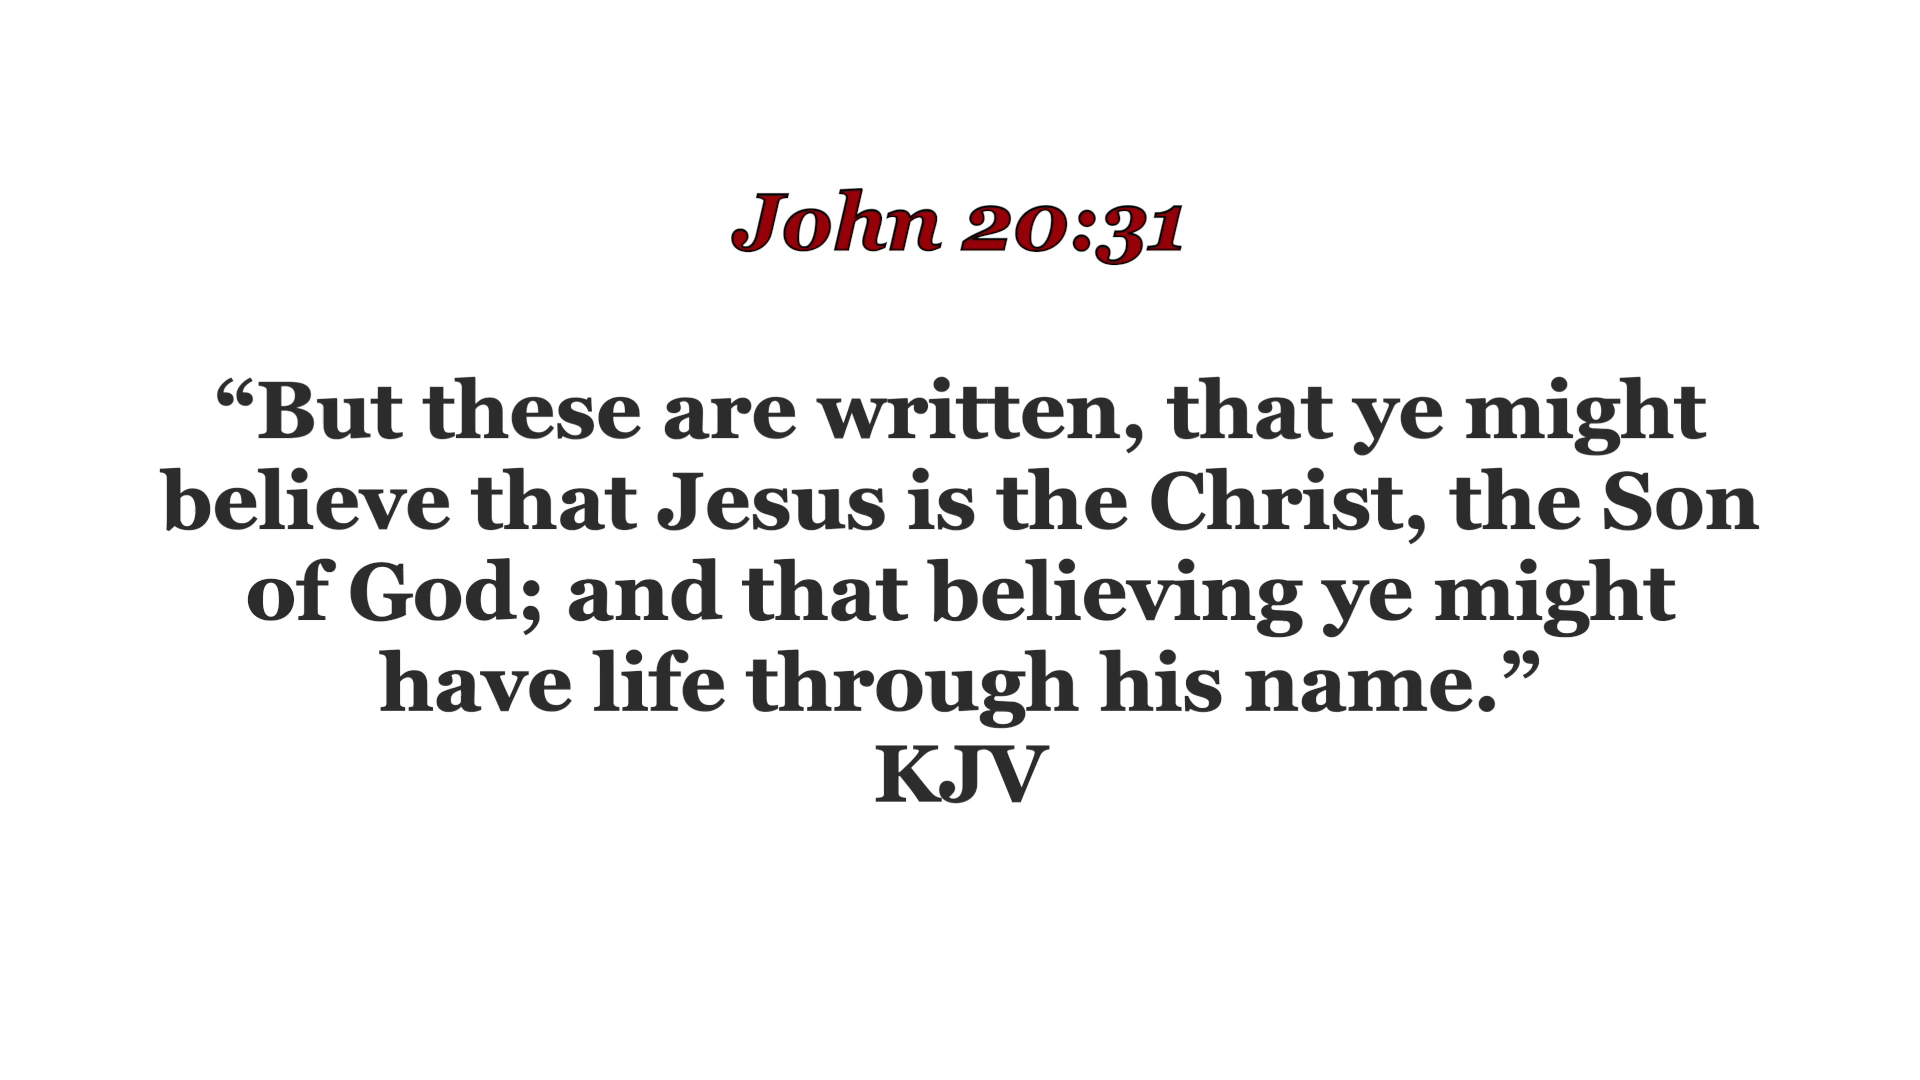 John 20:31
“But these are written, that ye might
believe that Jesus is the Christ, the Son
of God; and that believing ye might
have life through his name.”
KJV